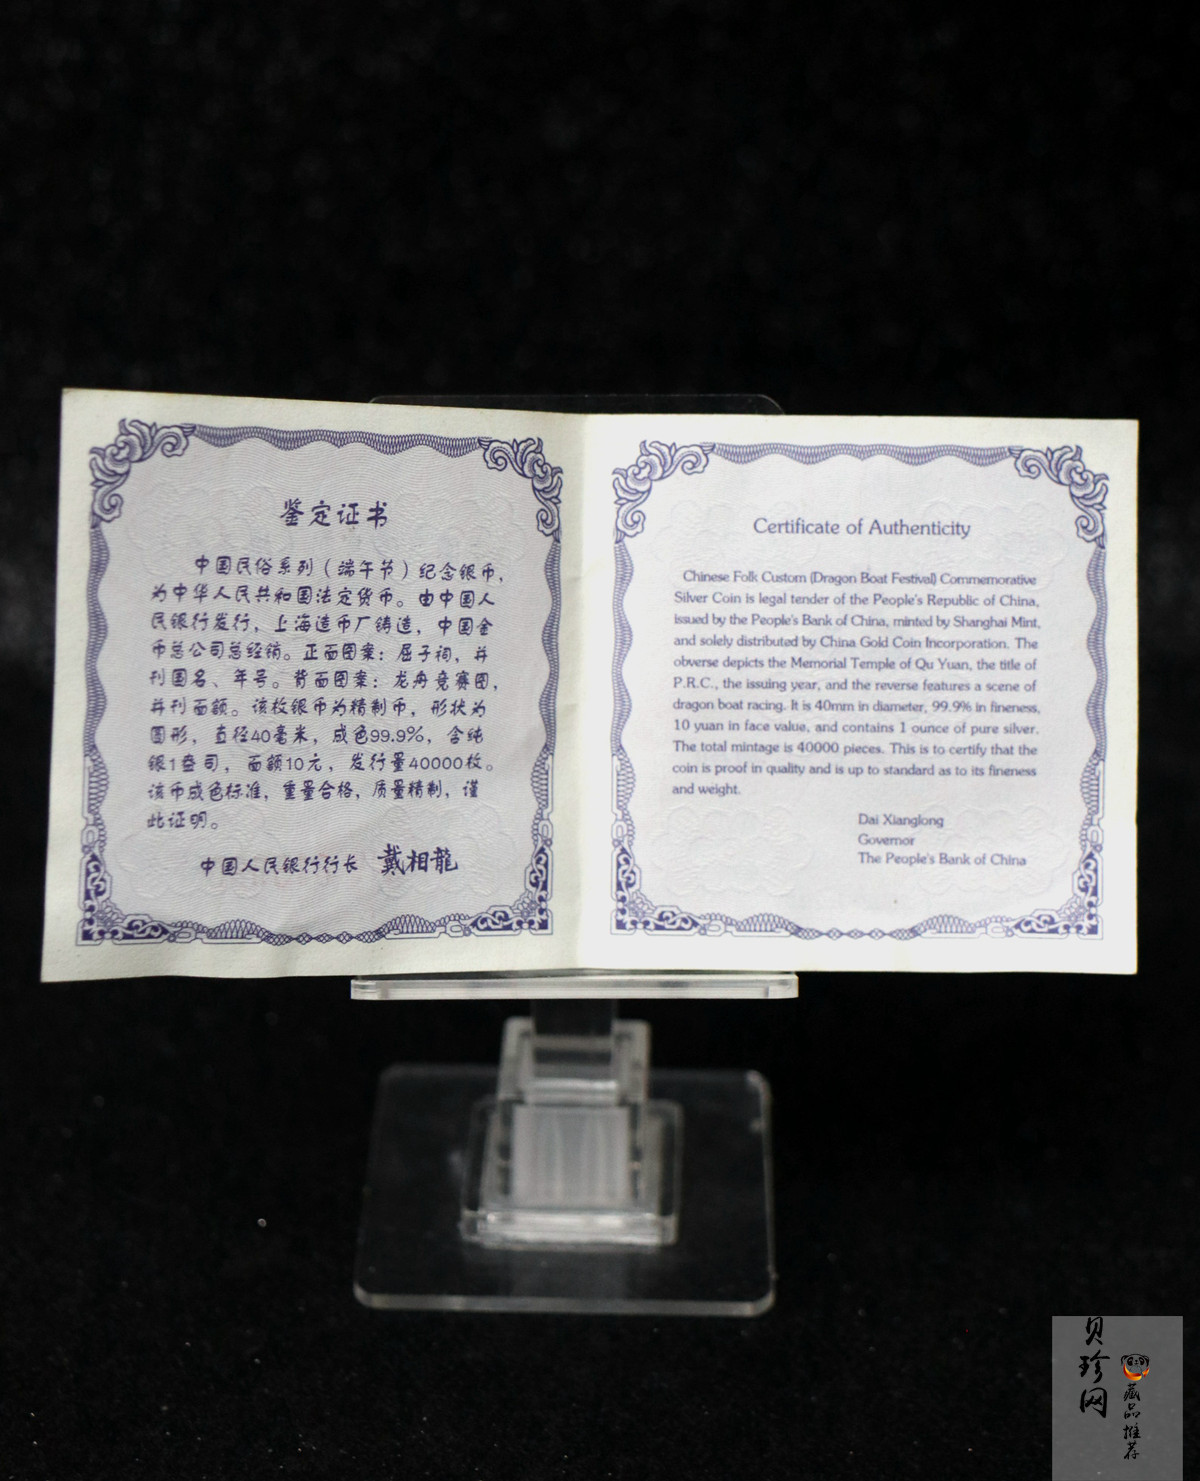 鉴定证书
中国民俗系列（端午节）纪念银币，
为中华人民共和国法定货币。由中国人
民银行发行，上海造币厂铸造，中国金
币总公司总经销。正面图案：屈子祠，并
刊国名、年号。背面图案：龙舟竞赛图，
并刊面额。该枚银币为精制币，形状为
圆形，直径40毫米，成色99.9%，含纯
银1盎司，面额10元，发行量40000枚。
该币成色标准，重量合格，质量精制，谨
此证明。
中国人民银行行长 戴相龍
Certificate of Authenticity
Chinese Folk Custom (Dragon Boat Festival) Commemorative
Silver Coin is legal tender of the People's Republic of China,
issued by the People's Bank of China, minted by Shanghai Mint,
and solely distributed by China Gold Coin Incorporation. The
obverse depicts the Memorial Temple of Qu Yuan, the title of
P.R.C., the issuing year, and the reverse features a scene of
dragon boat racing. It is 40mm in diameter, 99.9% in fineness,
10 yuan in face value, and contains 1 ounce of pure silver.
The total mintage is 40000 pieces. This is to certify that the
coin is proof in quality and is up to standard as to its fineness
and weight.
Dai Xianglong
Governor
The People's Bank of China
贝珍网
藏品推荐